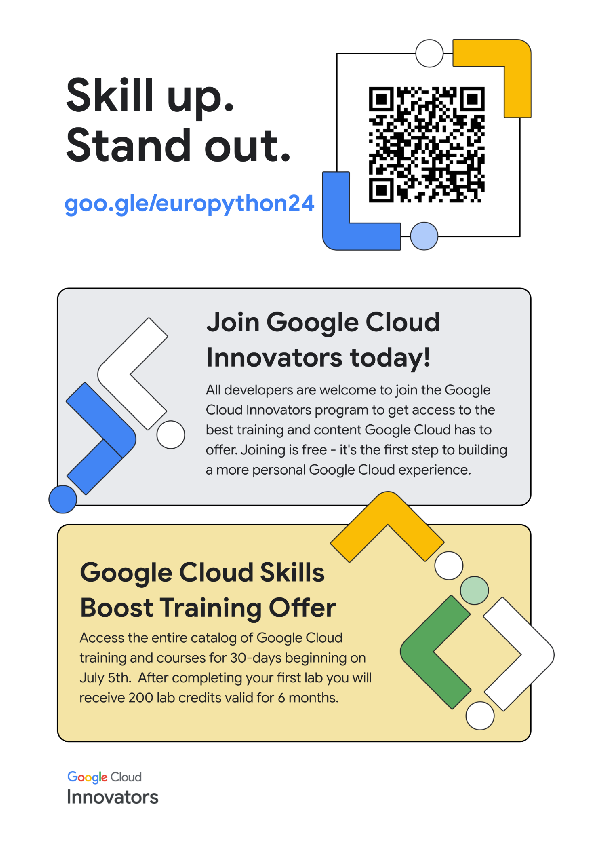 Skill up.
Stand out.
goo.gle/europython24
Join Google Cloud
Innovators today!
All developers are welcome to join the Google
Cloud Innovators program to get access to the
best training and content Google Cloud has to
offer. Joining is free - it's the first step to building
a more personal Google Cloud experience.
Google Cloud Skills
Boost Training Offer
Access the entire catalog of Google Cloud
training and courses for 30-days beginning on
July 5th.  After completing your first lab you will
receive 200 lab credits valid for 6 months.
Google Cloud
Innovators